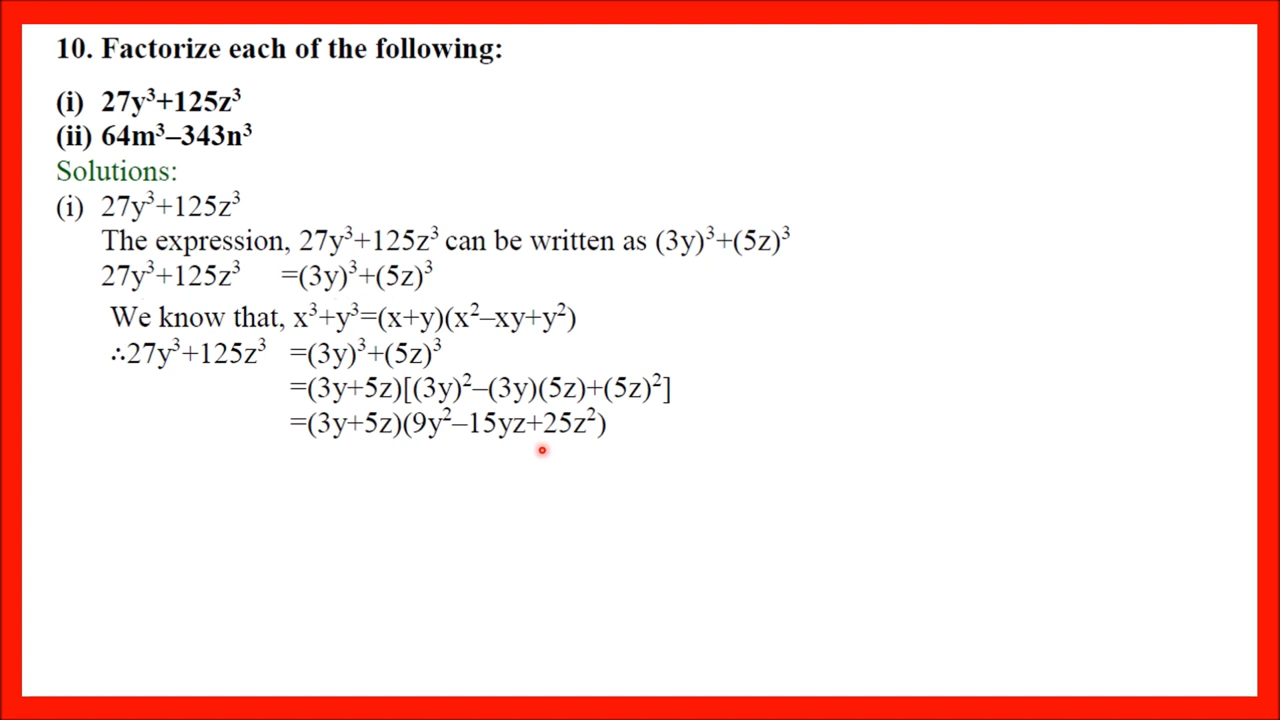 10. Factorize each of the following:
(i) 27y³+125z³
(ii) 64m³–343n³
Solutions:
(i) 27y³+125z³
The expression, 27y³+125z³ can be written as (3y)³+(5z)³
27y³+125z³ =(3y)³+(5z)³
We know that, x³+y³=(x+y)(x²–xy+y²)
∴27y³+125z³ =(3y)³+(5z)³
=(3y+5z)[(3y)²–(3y)(5z)+(5z)²]
=(3y+5z)(9y²–15yz+25z²)